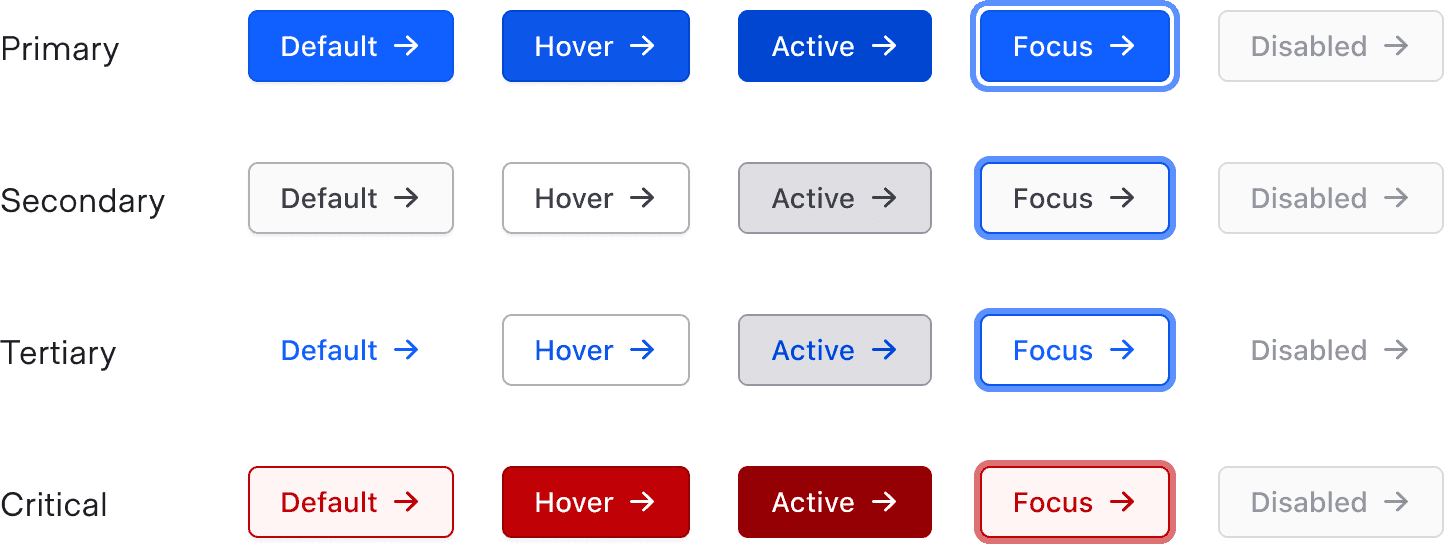 Primary Default → Hover → Active → Focus → Disabled →
Secondary Default → Hover → Active → Focus → Disabled →
Tertiary Default → Hover → Active → Focus → Disabled →
Critical Default → Hover → Active → Focus → Disabled →